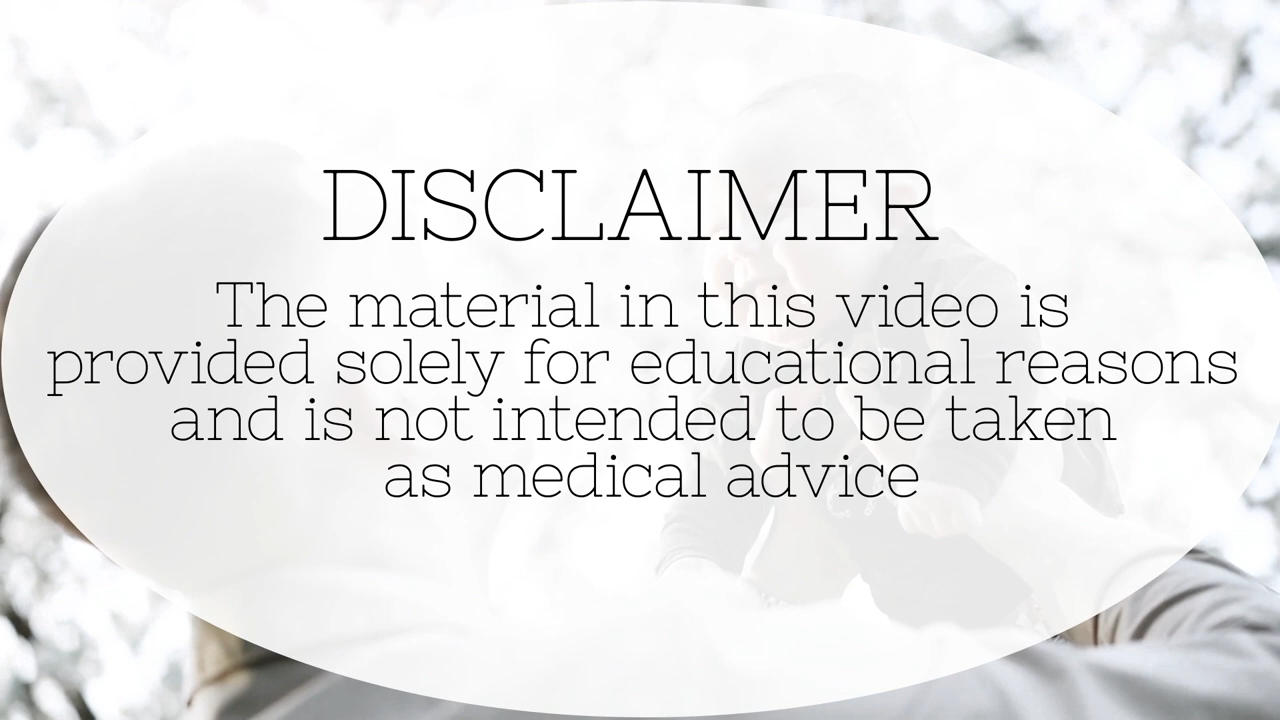 DISCLAIMER
The material in this video is
provided solely for educational reasons
and is not intended to be taken
as medical advice